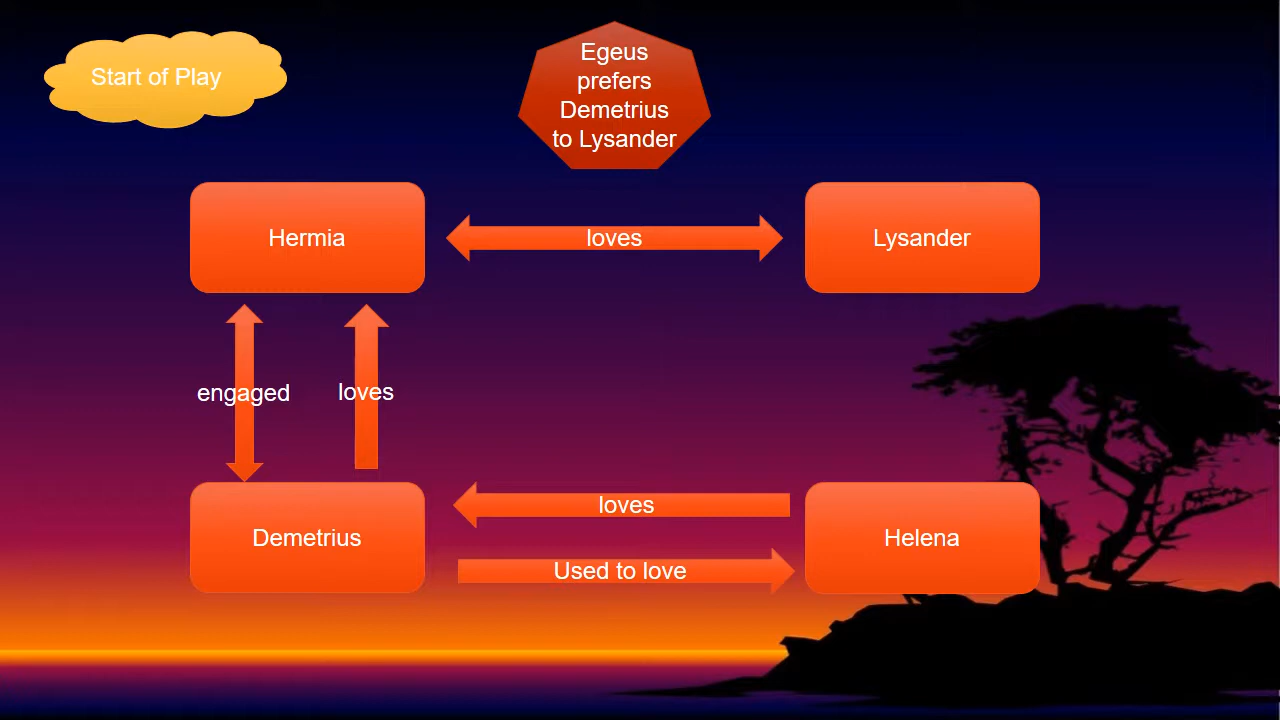 Start of Play
Egeus
prefers
Demetrius
to Lysander
Hermia
loves
Lysander
engaged
loves
Demetrius
loves
Used to love
Helena